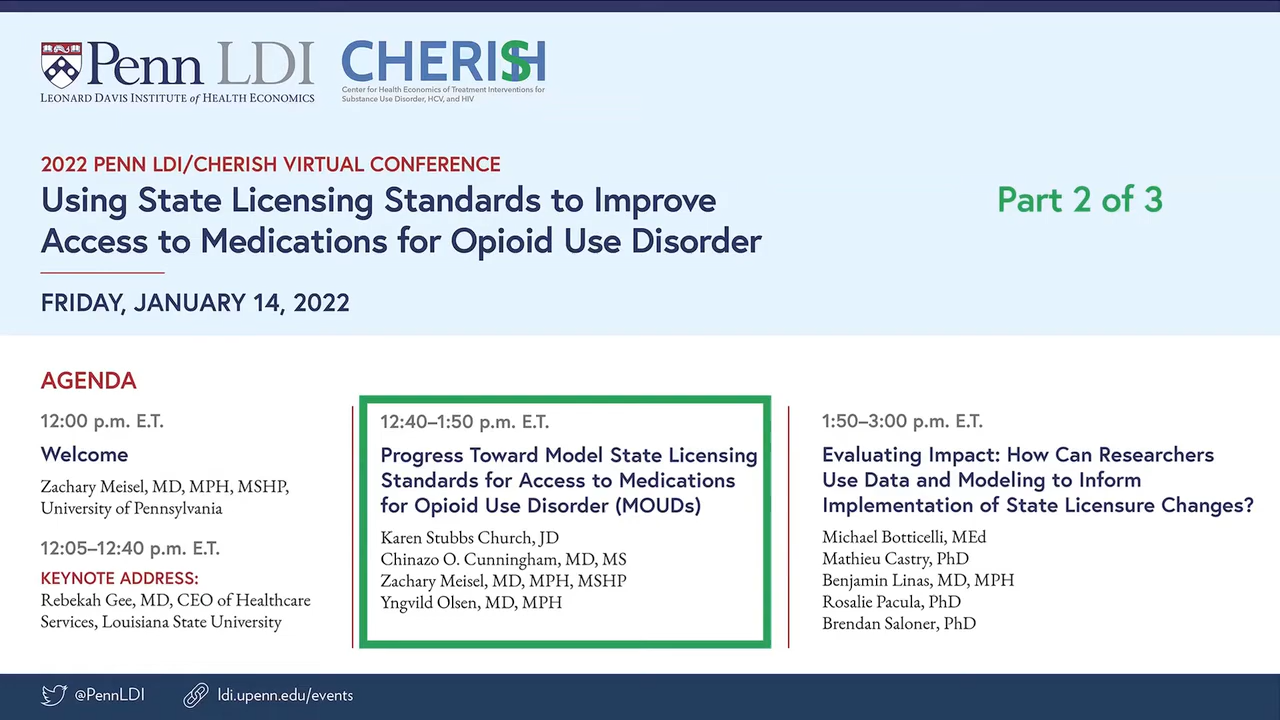 Penn LDI
LEONARD DAVIS INSTITUTE of HEALTH ECONOMICS
CHERISH
Center for Health Economics of Treatment Interventions for
Substance Use Disorder, HCV, and HIV
2022 PENN LDI/CHERISH VIRTUAL CONFERENCE
Using State Licensing Standards to Improve
Access to Medications for Opioid Use Disorder
Part 2 of 3
FRIDAY, JANUARY 14, 2022
AGENDA
12:00 p.m. E.T.
Welcome
Zachary Meisel, MD, MPH, MSHP,
University of Pennsylvania
12:05–12:40 p.m. E.T.
KEYNOTE ADDRESS:
Rebekah Gee, MD, CEO of Healthcare
Services, Louisiana State University
12:40–1:50 p.m. E.T.
Progress Toward Model State Licensing
Standards for Access to Medications
for Opioid Use Disorder (MOUDs)
Karen Stubbs Church, JD
Chinazo O. Cunningham, MD, MS
Zachary Meisel, MD, MPH, MSHP
Yngvild Olsen, MD, MPH
1:50–3:00 p.m. E.T.
Evaluating Impact: How Can Researchers
Use Data and Modeling to Inform
Implementation of State Licensure Changes?
Michael Botticelli, MEd
Mathieu Castry, PhD
Benjamin Linas, MD, MPH
Rosalie Pacula, PhD
Brendan Saloner, PhD
@PennLDI
ldi.upenn.edu/events